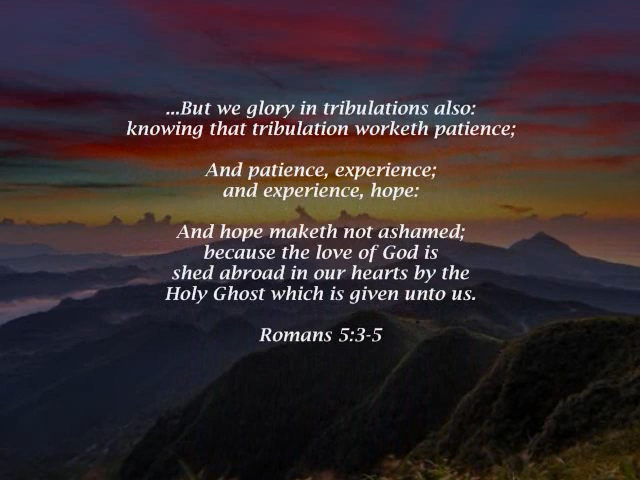 ...But we glory in tribulations also:
knowing that tribulation worketh patience;
And patience, experience;
and experience, hope:
And hope maketh not ashamed;
because the love of God is
shed abroad in our hearts by the
Holy Ghost which is given unto us.
Romans 5:3-5